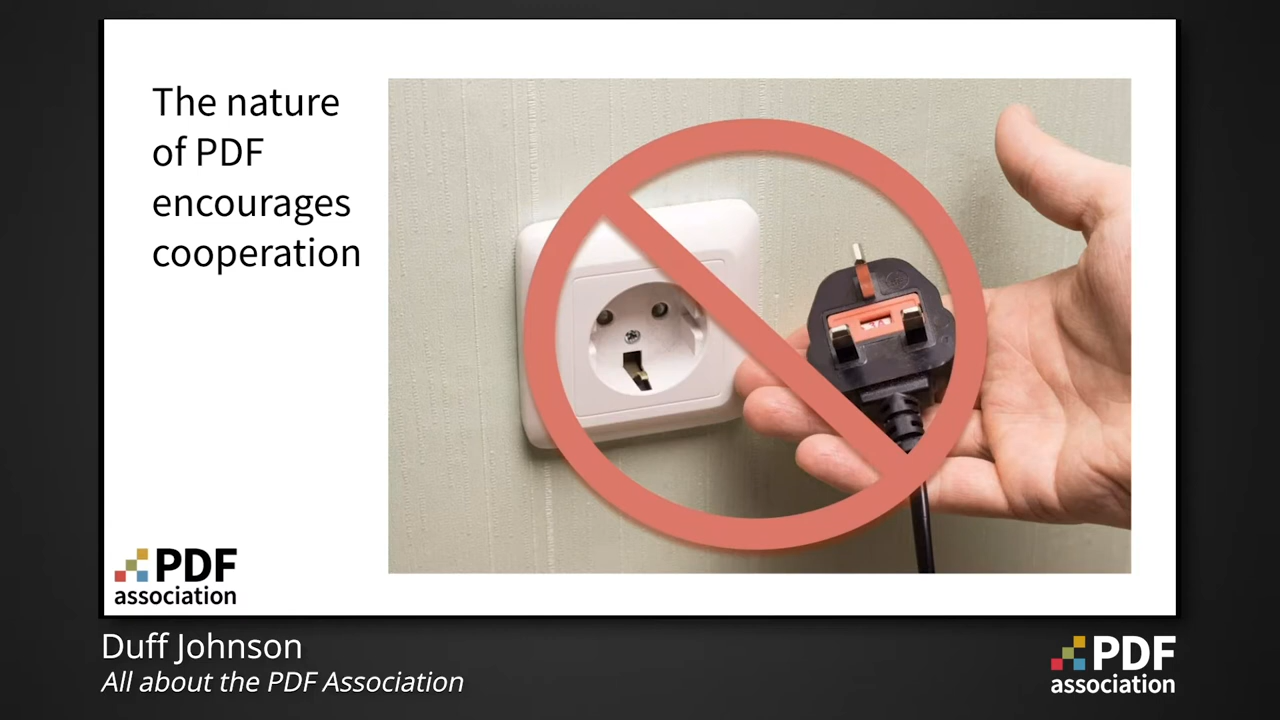 The nature
of PDF
encourages
cooperation
PDF
association
Duff Johnson
All about the PDF Association
PDF
association